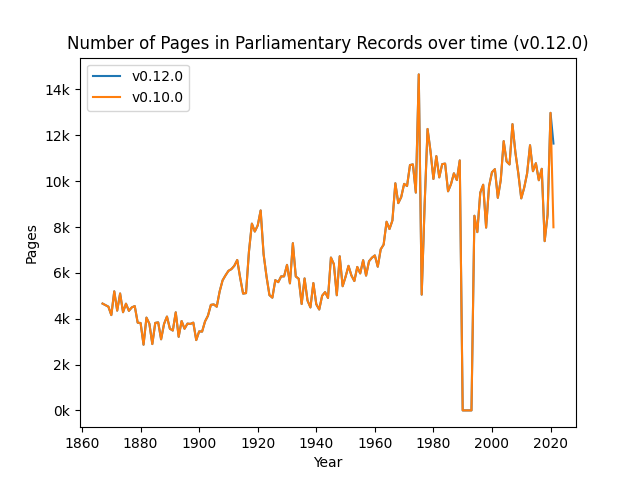 Number of Pages in Parliamentary Records over time (v0.12.0)
v0.12.0
v0.10.0
14k
12k
10k
8k
6k
4k
2k
0k
Pages
1860 1880 1900 1920 1940 1960 1980 2000 2020
Year